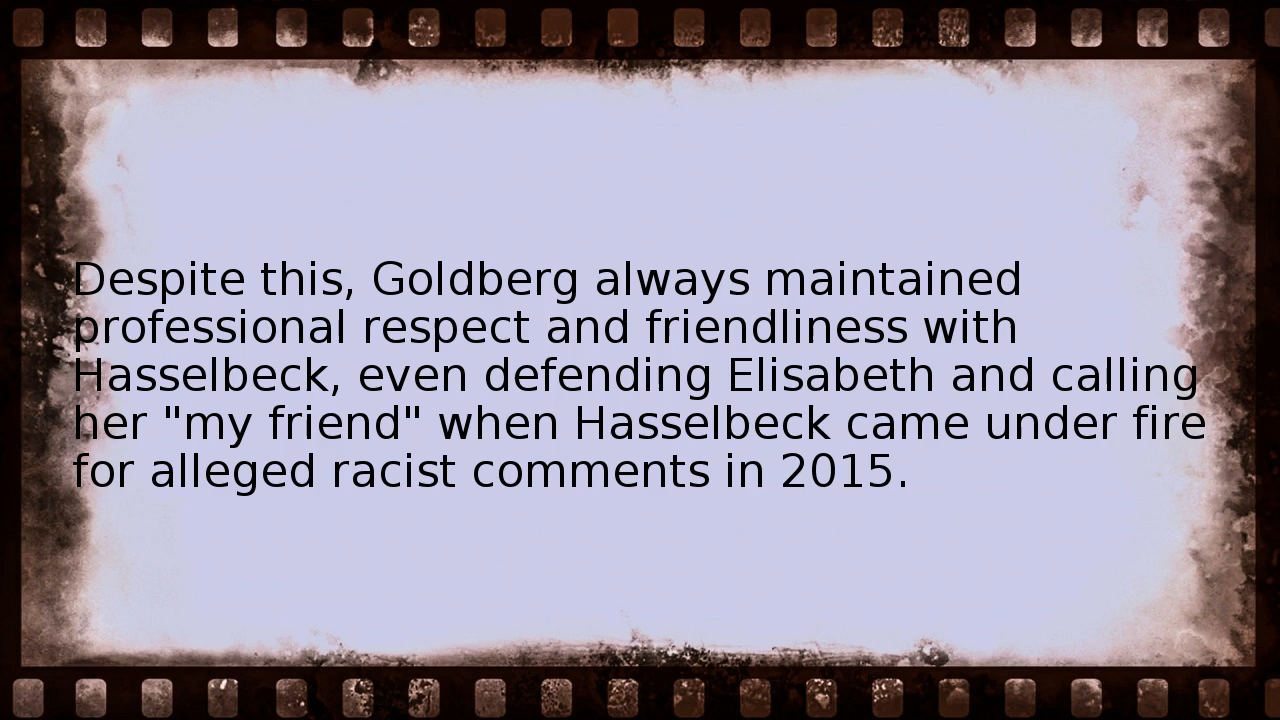 Despite this, Goldberg always maintained
professional respect and friendliness with
Hasselbeck, even defending Elisabeth and calling
her "my friend" when Hasselbeck came under fire
for alleged racist comments in 2015.